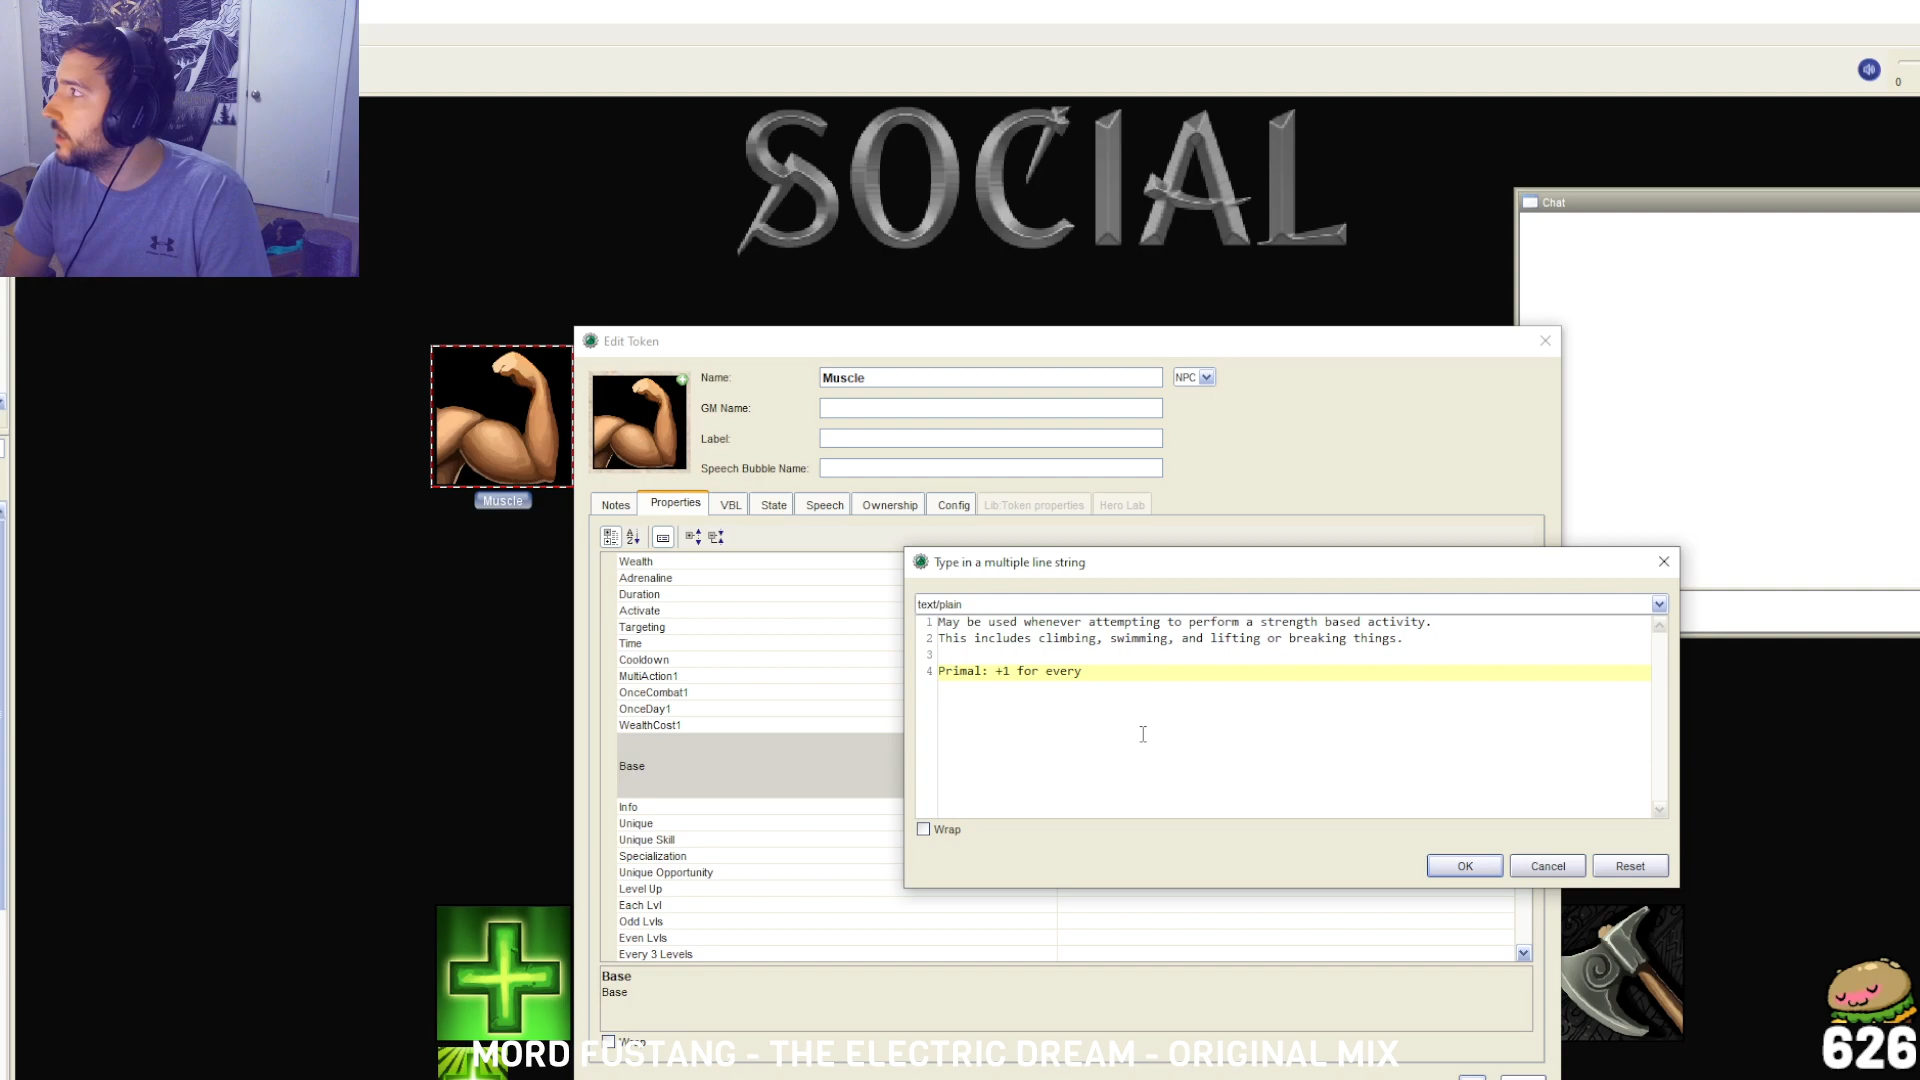 SOCIAL
0
Chat
Edit Token
Name:
Muscle
NPC
GM Name:
Label:
Speech Bubble Name:
Muscle
Notes
Properties
VBL
State
Speech
Ownership
Config
Lib:Token properties
Hero Lab
Wealth
Adrenaline
Duration
Activate
Targeting
Time
Cooldown
MultiAction1
OnceCombat1
OnceDay1
WealthCost1
Base
Info
Unique
Unique Skill
Specialization
Unique Opportunity
Level Up
Each Lvl
Odd Lvls
Even Lvls
Every 3 Levels
Type in a multiple line string
text/plain
1 May be used whenever attempting to perform a strength based activity.
2 This includes climbing, swimming, and lifting or breaking things.
3
4 Primal: +1 for every
Wrap
OK
Cancel
Reset
Base
Base
Wrap
MORD FUSTANG - THE ELECTRIC DREAM - ORIGINAL MIX
626